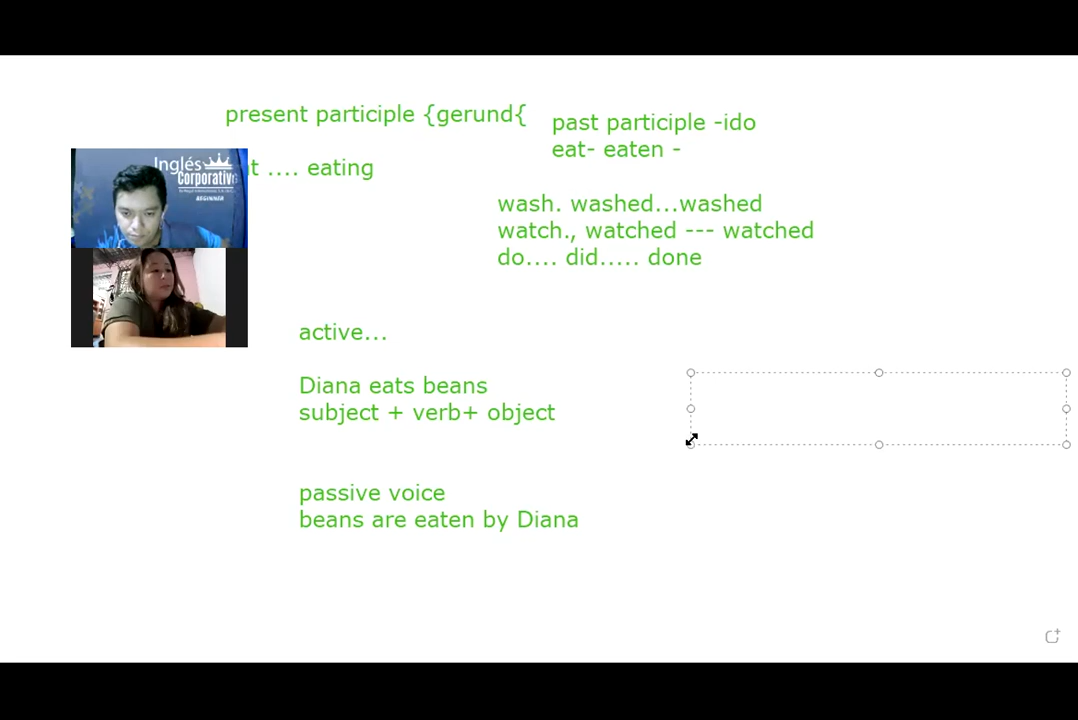 present participle {gerund{
past participle -ido
eat- eaten -
.... eating
Inglés
Corporativo
BEGINNER
wash. washed...washed
watch., watched --- watched
do.... did..... done
active...
Diana eats beans
subject + verb+ object
passive voice
beans are eaten by Diana